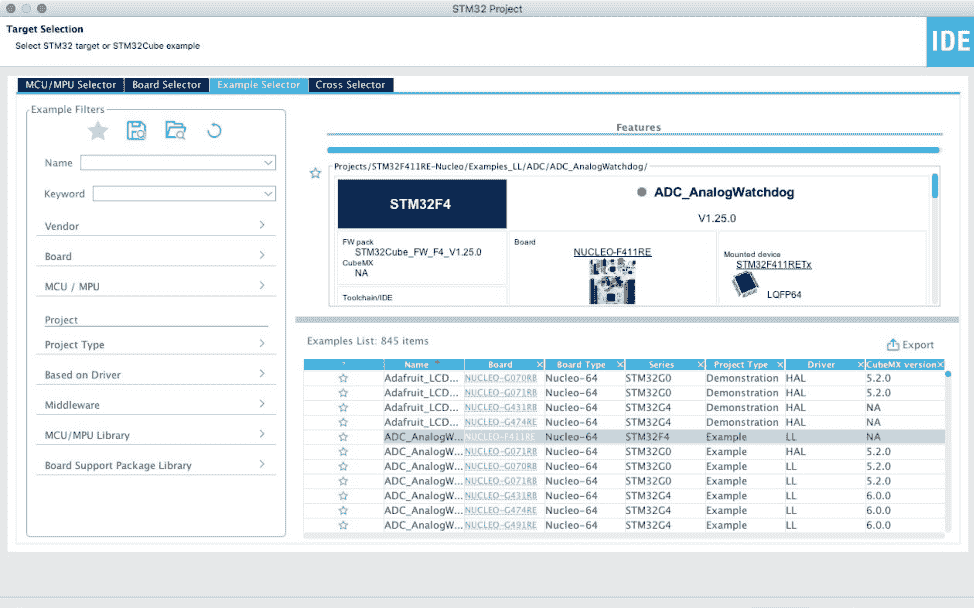 STM32 Project
Target Selection
Select STM32 target or STM32Cube example
IDE
MCU/MPU Selector Board Selector Example Selector Cross Selector
Example Filters
Name
Keyword
Vendor
Board
MCU / MPU
Project
Project Type
Based on Driver
Middleware
MCU/MPU Library
Board Support Package Library
Features
Projects/STM32F411RE-Nucleo/Examples_LL/ADC/ADC_AnalogWatchdog/
STM32F4
ADC_AnalogWatchdog
V1.25.0
FW pack
STM32Cube_FW_F4_V1.25.0
CubeMX
NA
Toolchain/IDE
Board
NUCLEO-F411RE
Mounted device
STM32F411RETx
LQFP64
Examples List: 845 items
Export
* Name Board Board Type Series Project Type Driver CubeMX version
Adafruit_LCD... NUCLEO-G070RB Nucleo-64 STM32G0 Demonstration HAL 5.2.0
Adafruit_LCD... NUCLEO-G071RB Nucleo-64 STM32G0 Demonstration HAL 5.2.0
Adafruit_LCD... NUCLEO-G431RB Nucleo-64 STM32G4 Demonstration HAL NA
Adafruit_LCD... NUCLEO-G474RE Nucleo-64 STM32G4 Demonstration HAL NA
ADC_AnalogW... NUCLEO-F411RE Nucleo-64 STM32F4 Example LL NA
ADC_AnalogW... NUCLEO-G071RB Nucleo-64 STM32G0 Example HAL 5.2.0
ADC_AnalogW... NUCLEO-G070RB Nucleo-64 STM32G0 Example LL 5.2.0
ADC_AnalogW... NUCLEO-G071RB Nucleo-64 STM32G0 Example LL 5.2.0
ADC_AnalogW... NUCLEO-G431RB Nucleo-64 STM32G4 Example LL 6.0.0
ADC_AnalogW... NUCLEO-G474RE Nucleo-64 STM32G4 Example LL 6.0.0
ADC_AnalogW... NUCLEO-G491RE Nucleo-64 STM32G4 Example LL 6.0.0